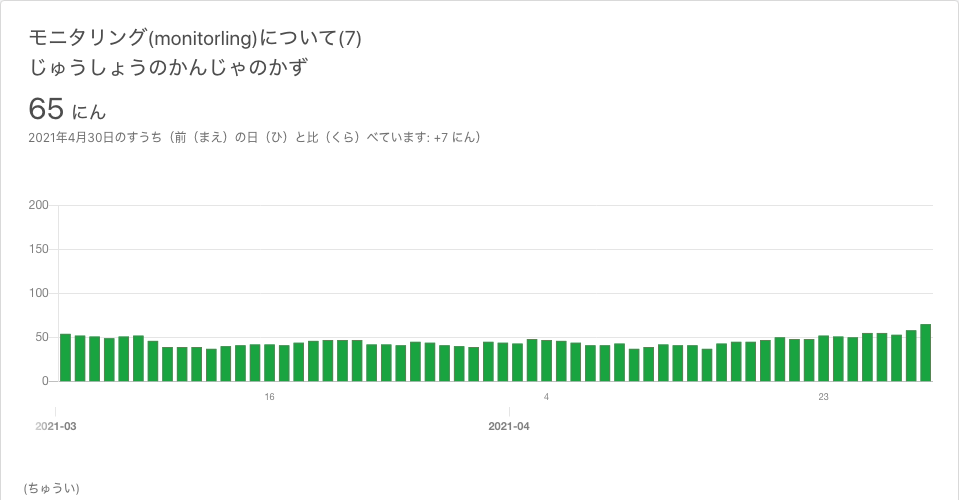 モニタリング(monitorling)について(7)
じゅうしょうのかんじゃのかず
65 にん
2021年4月30日のすうち（前（まえ）の日（ひ）と比（くら）べています: +7 にん）
200
150
100
50
0
16
4
23
2021-03
2021-04
(ちゅうい)